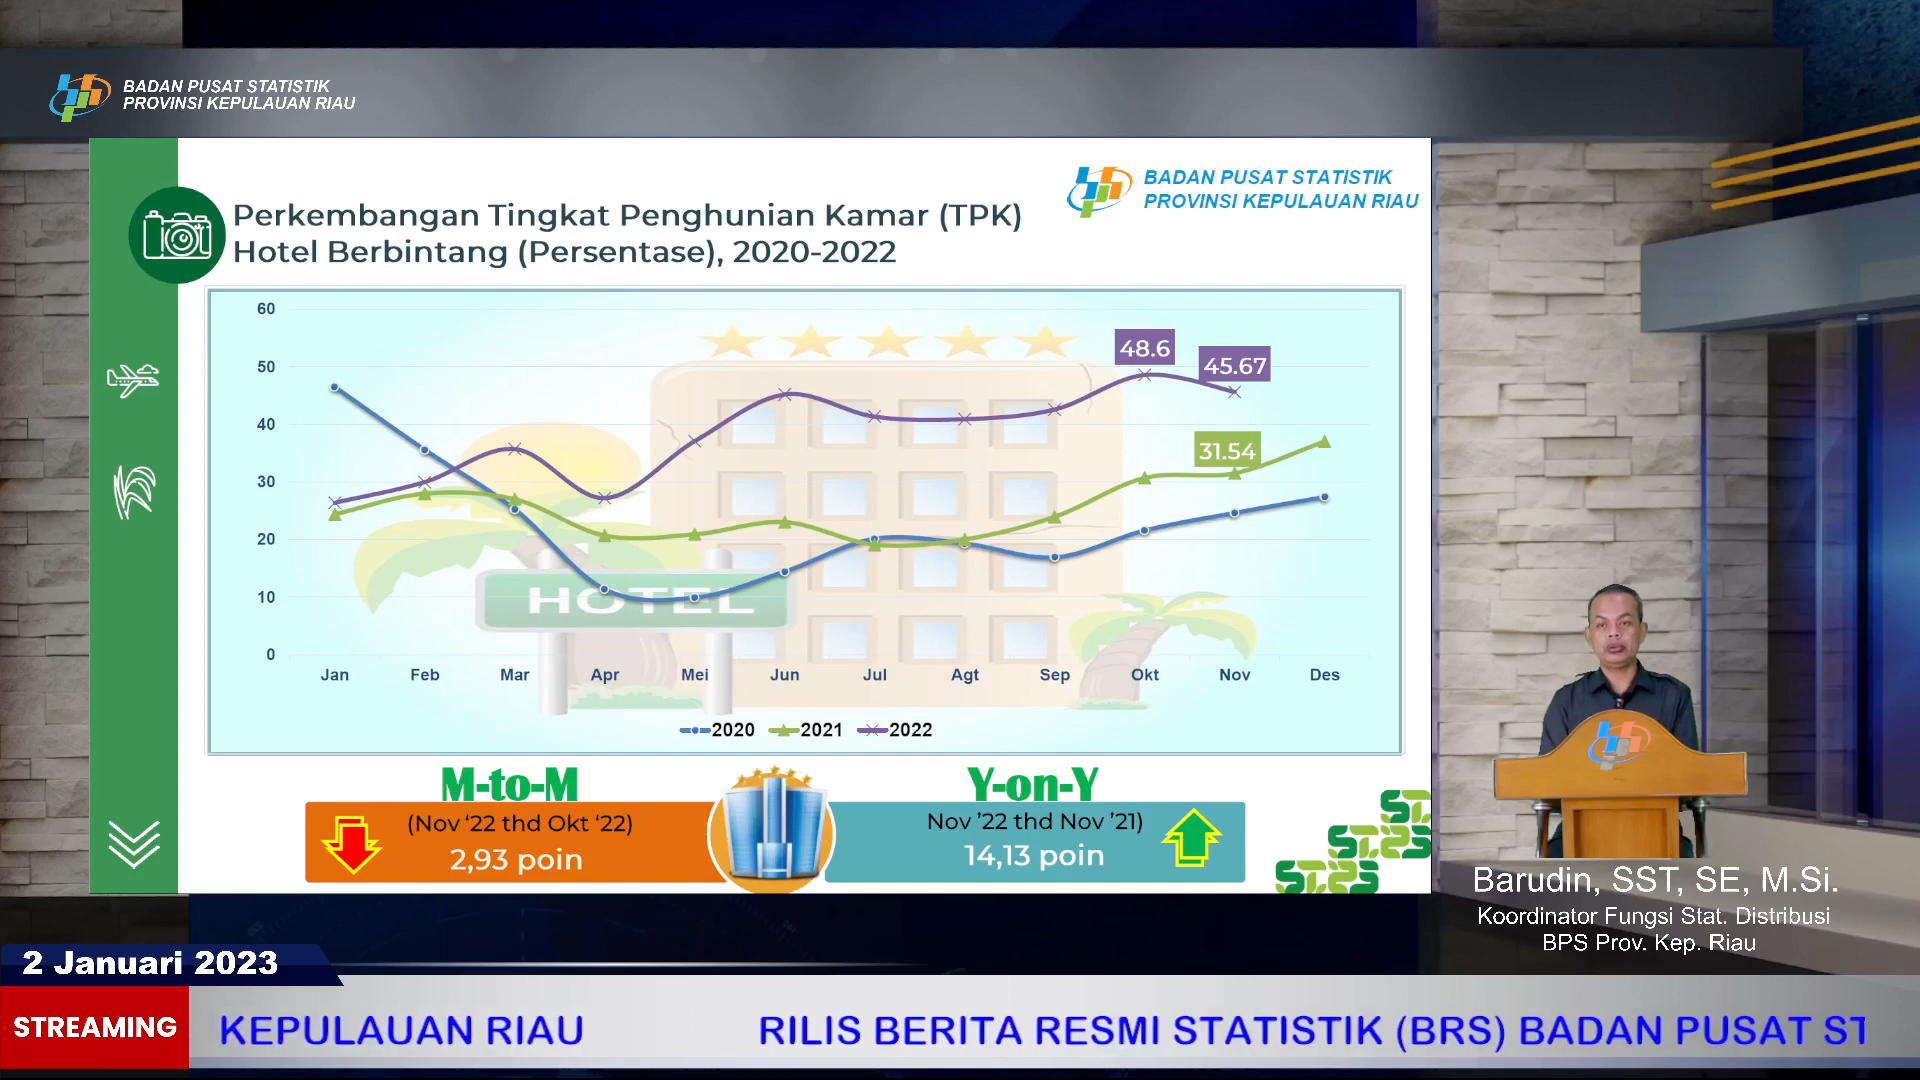 BADAN PUSAT STATISTIK
PROVINSI KEPULAUAN RIAU
BADAN PUSAT STATISTIK
PROVINSI KEPULAUAN RIAU
Perkembangan Tingkat Penghunian Kamar (TPK)
Hotel Berbintang (Persentase), 2020-2022
60
50
40
30
20
10
0
48.6
45.67
31.54
HOTEL
Jan Feb Mar Apr Mei Jun Jul Agt Sep Okt Nov Des
2020 2021 2022
M-to-M
(Nov ‘22 thd Okt ‘22)
2,93 poin
Y-on-Y
Nov ’22 thd Nov ’21)
14,13 poin
ST
ST
ST
Barudin, SST, SE, M.Si.
Koordinator Fungsi Stat. Distribusi
BPS Prov. Kep. Riau
2 Januari 2023
STREAMING
KEPULAUAN RIAU RILIS BERITA RESMI STATISTIK (BRS) BADAN PUSAT ST